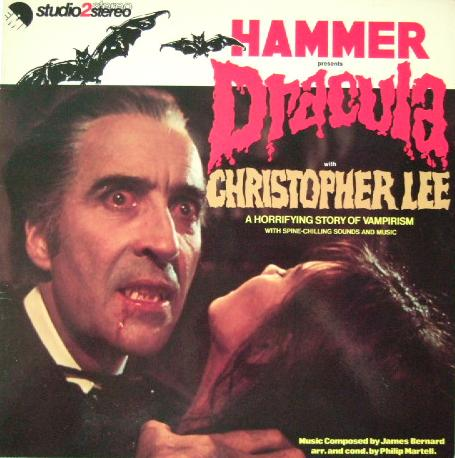 studio2stereo
HAMMER
presents
Dracula
with
CHRISTOPHER LEE
A HORRIFYING STORY OF VAMPIRISM
WITH SPINE-CHILLING SOUNDS AND MUSIC
Music Composed by James Bernard
arr. and cond. by Philip Martell.